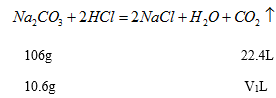 Na₂CO₃ + 2HCl = 2NaCl + H₂O + CO₂ ↑
106g 22.4L
10.6g V₁L